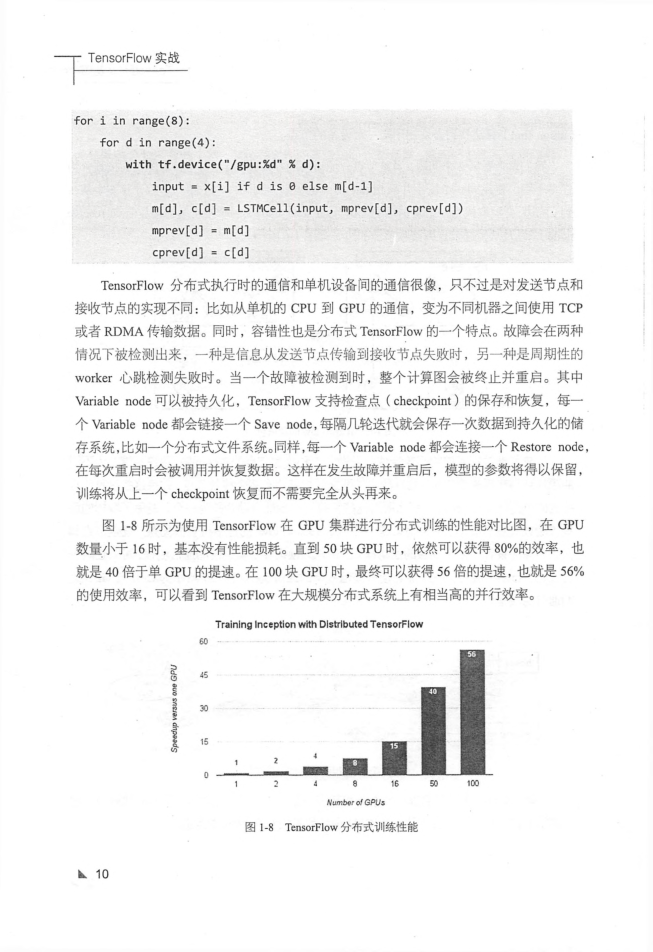 TensorFlow 实战
for i in range(8):
    for d in range(4):
        with tf.device("/gpu:%d" % d):
            input = x[i] if d is 0 else m[d-1]
            m[d], c[d] = LSTMCell(input, mprev[d], cprev[d])
            mprev[d] = m[d]
            cprev[d] = c[d]
TensorFlow 分布式执行时的通信和单机设备间的通信很像，只不过是对发送节点和
接收节点的实现不同：比如从单机的 CPU 到 GPU 的通信，变为不同机器之间使用 TCP
或者 RDMA 传输数据。同时，容错性也是分布式 TensorFlow 的一个特点。故障会在两种
情况下被检测出来，一种是信息从发送节点传输到接收节点失败时，另一种是周期性的
worker 心跳检测失败时。当一个故障被检测到时，整个计算图会被终止并重启。其中
Variable node 可以被持久化，TensorFlow 支持检查点（checkpoint）的保存和恢复，每一
个 Variable node 都会链接一个 Save node，每隔几轮迭代就会保存一次数据到持久化的储
存系统，比如一个分布式文件系统。同样，每一个 Variable node 都会连接一个 Restore node，
在每次重启时会被调用并恢复数据。这样在发生故障并重启后，模型的参数将得以保留，
训练将从上一个 checkpoint 恢复而不需要完全从头再来。
图 1-8 所示为使用 TensorFlow 在 GPU 集群进行分布式训练的性能对比图，在 GPU
数量小于 16 时，基本没有性能损耗。直到 50 块 GPU 时，依然可以获得 80%的效率，也
就是 40 倍于单 GPU 的提速。在 100 块 GPU 时，最终可以获得 56 倍的提速，也就是 56%
的使用效率，可以看到 TensorFlow 在大规模分布式系统上有相当高的并行效率。
Training Inception with Distributed TensorFlow
Speedup versus one GPU
60
45
30
15
0
1
2
4
8
15
40
56
1 2 4 8 16 50 100
Number of GPUs
图 1-8 TensorFlow 分布式训练性能
10